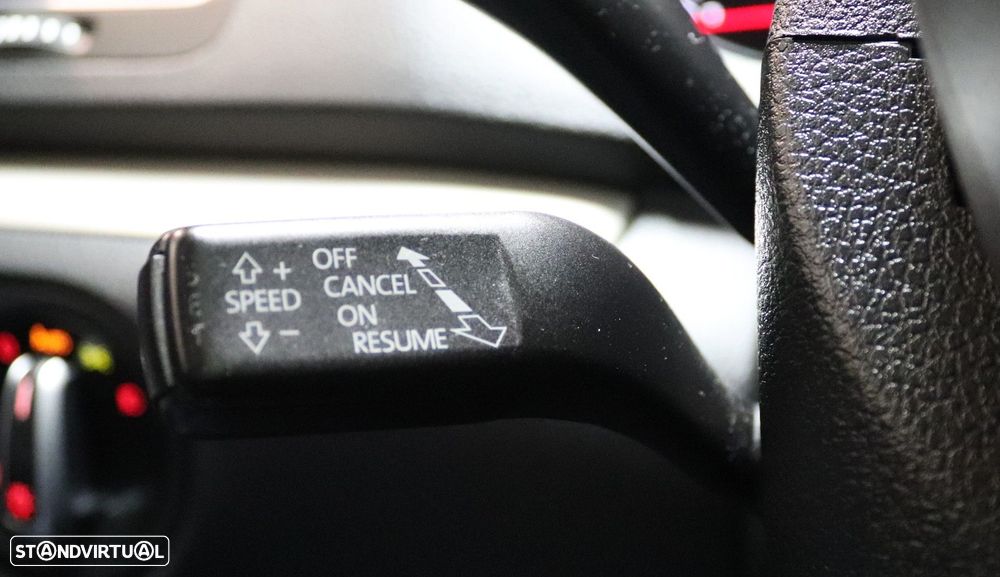 OFF
+
CANCEL
SPEED
ON
-
RESUME
STANDVIRTUAL